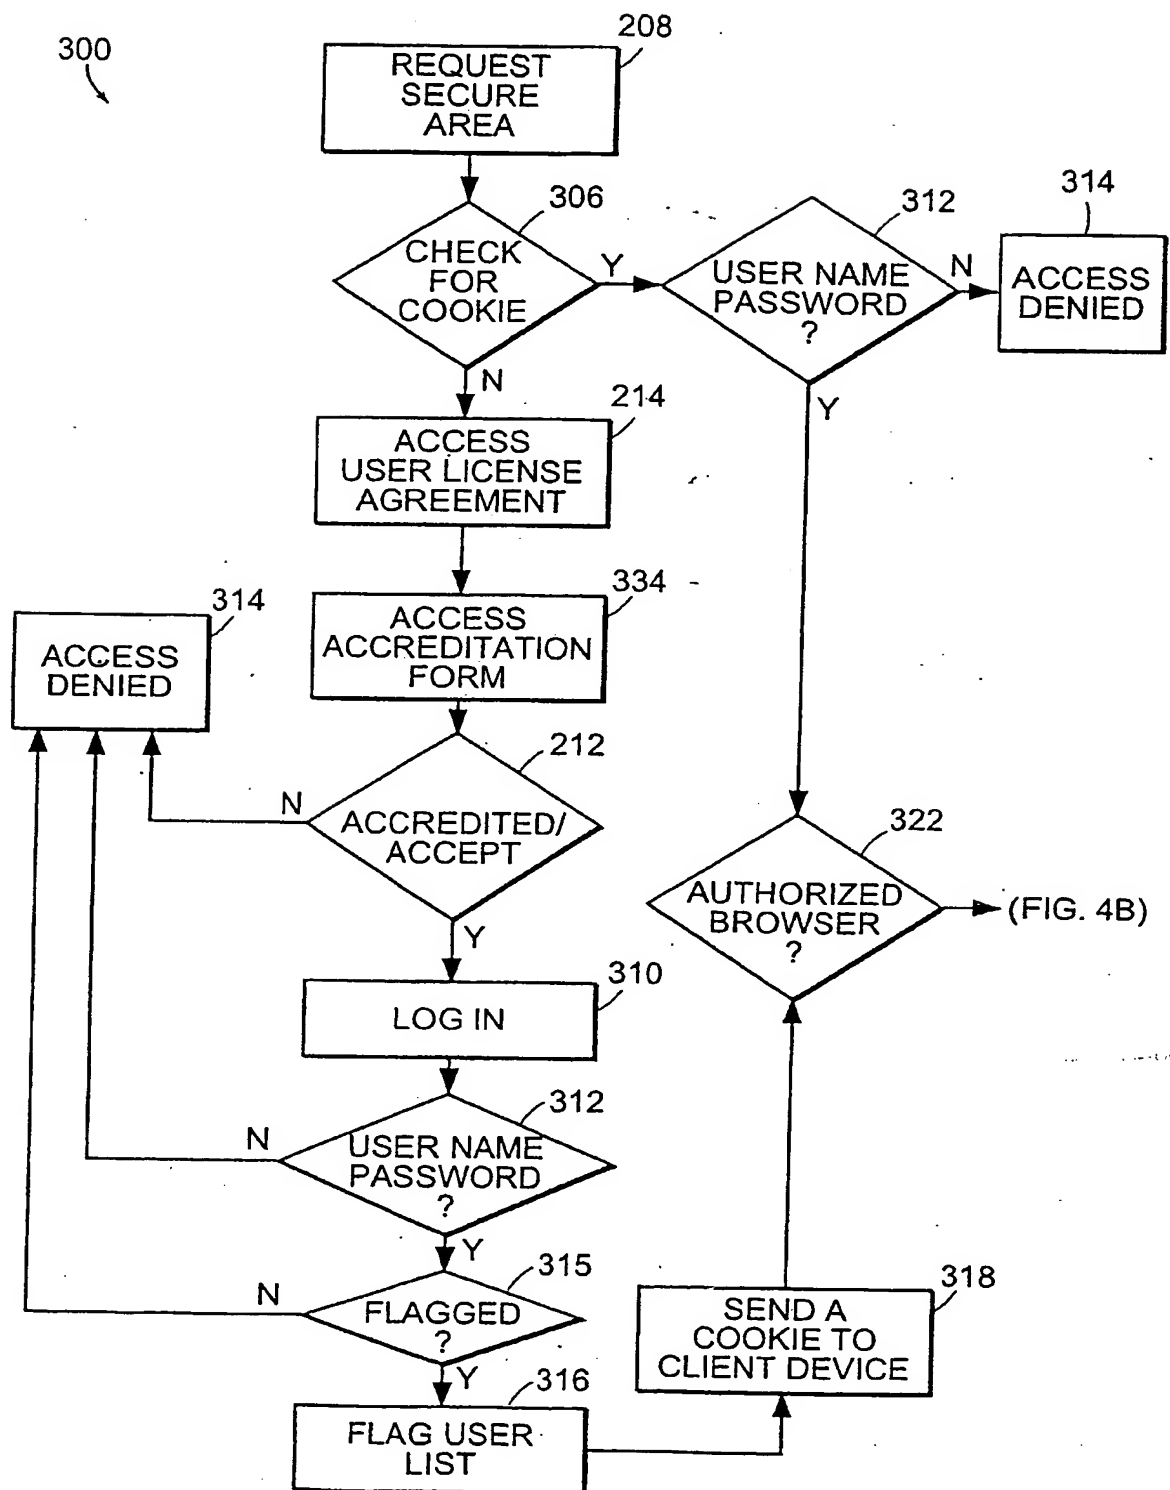 300
208
REQUEST
SECURE
AREA
306
CHECK
FOR
COOKIE
Y
N
312
USER NAME
PASSWORD
?
N
Y
314
ACCESS
DENIED
214
ACCESS
USER LICENSE
AGREEMENT
334
ACCESS
ACCREDITATION
FORM
314
ACCESS
DENIED
212
ACCREDITED/
ACCEPT
N
Y
322
AUTHORIZED
BROWSER
?
(FIG. 4B)
310
LOG IN
312
USER NAME
PASSWORD
?
N
Y
315
FLAGGED
?
N
Y
316
FLAG USER
LIST
318
SEND A
COOKIE TO
CLIENT DEVICE